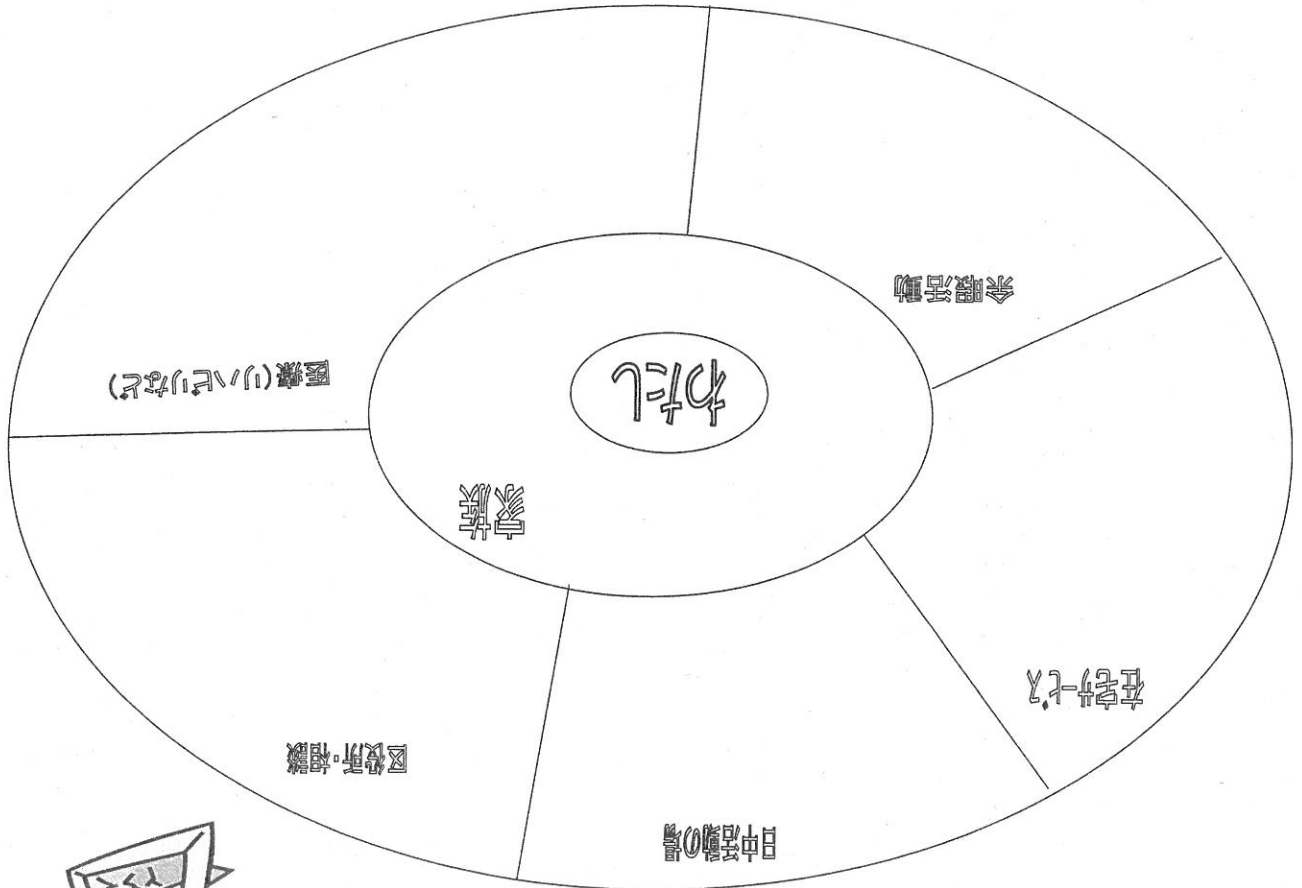 日中活動の場
区役所・相談
在宅サービス
家族
わたし
医療(リハビリなど)
余暇活動